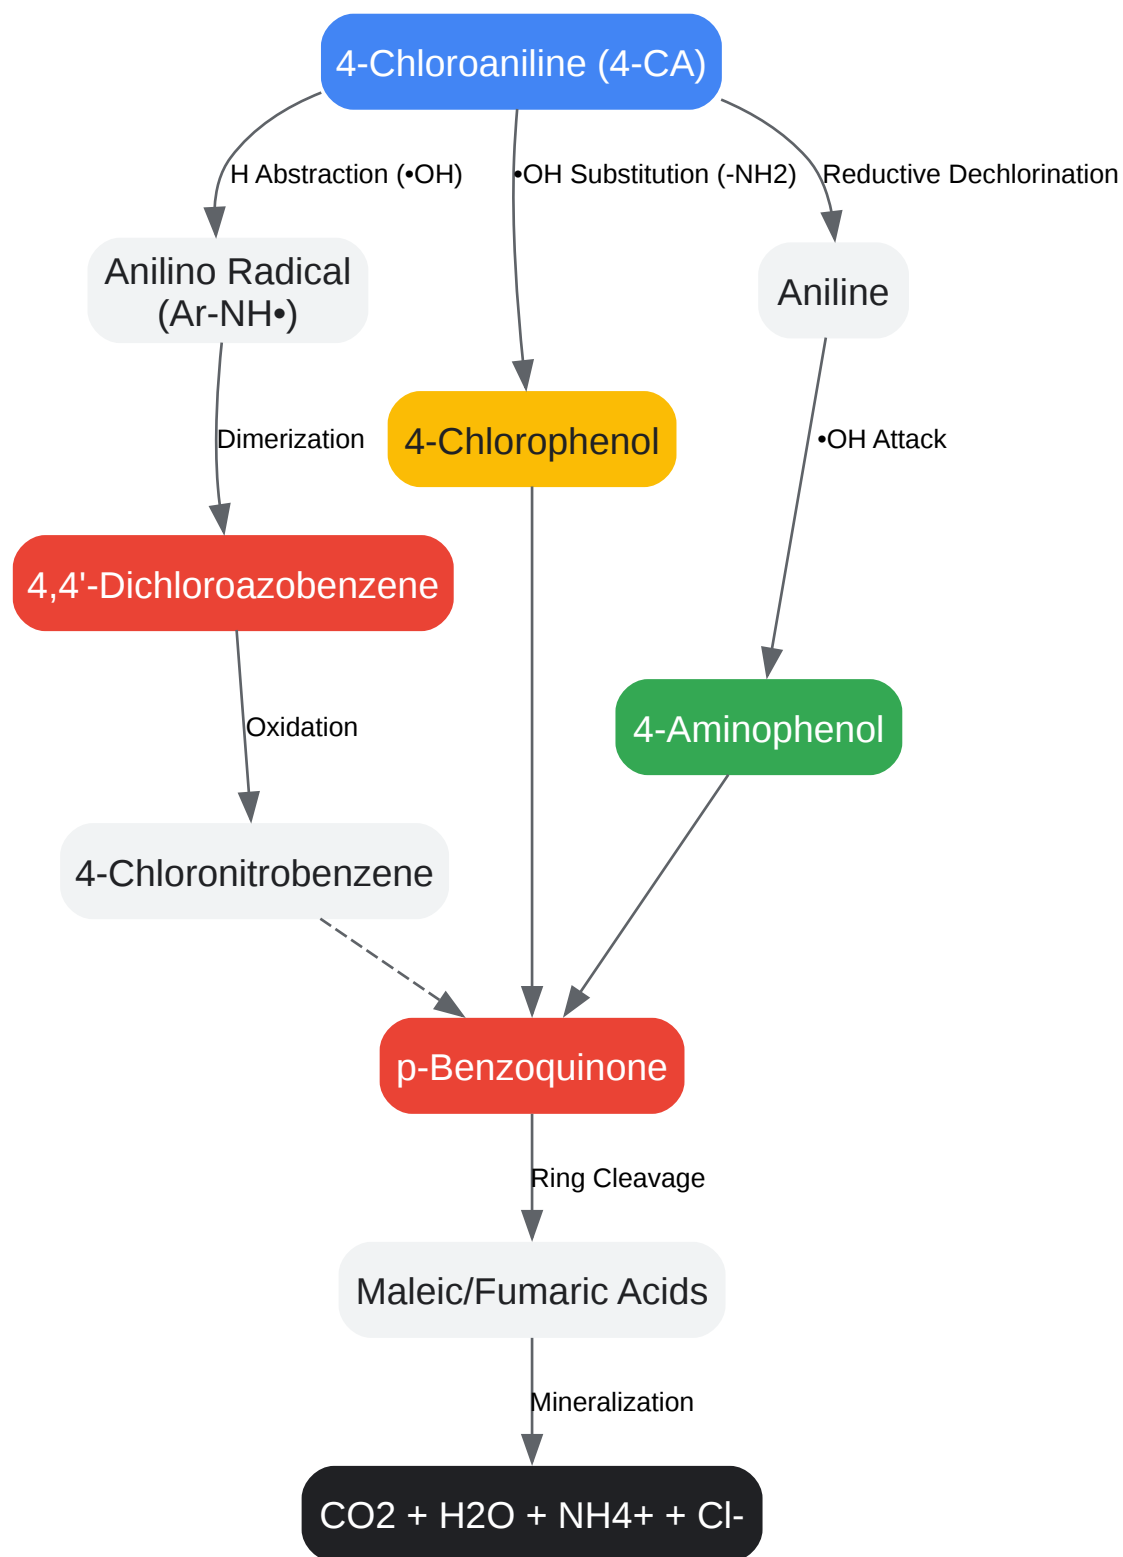 4-Chloroaniline (4-CA)
H Abstraction (•OH)
•OH Substitution (-NH2)
Reductive Dechlorination
Anilino Radical
(Ar-NH•)
Aniline
Dimerization
4-Chlorophenol
•OH Attack
4,4'-Dichloroazobenzene
Oxidation
4-Aminophenol
4-Chloronitrobenzene
p-Benzoquinone
Ring Cleavage
Maleic/Fumaric Acids
Mineralization
CO2 + H2O + NH4+ + Cl-